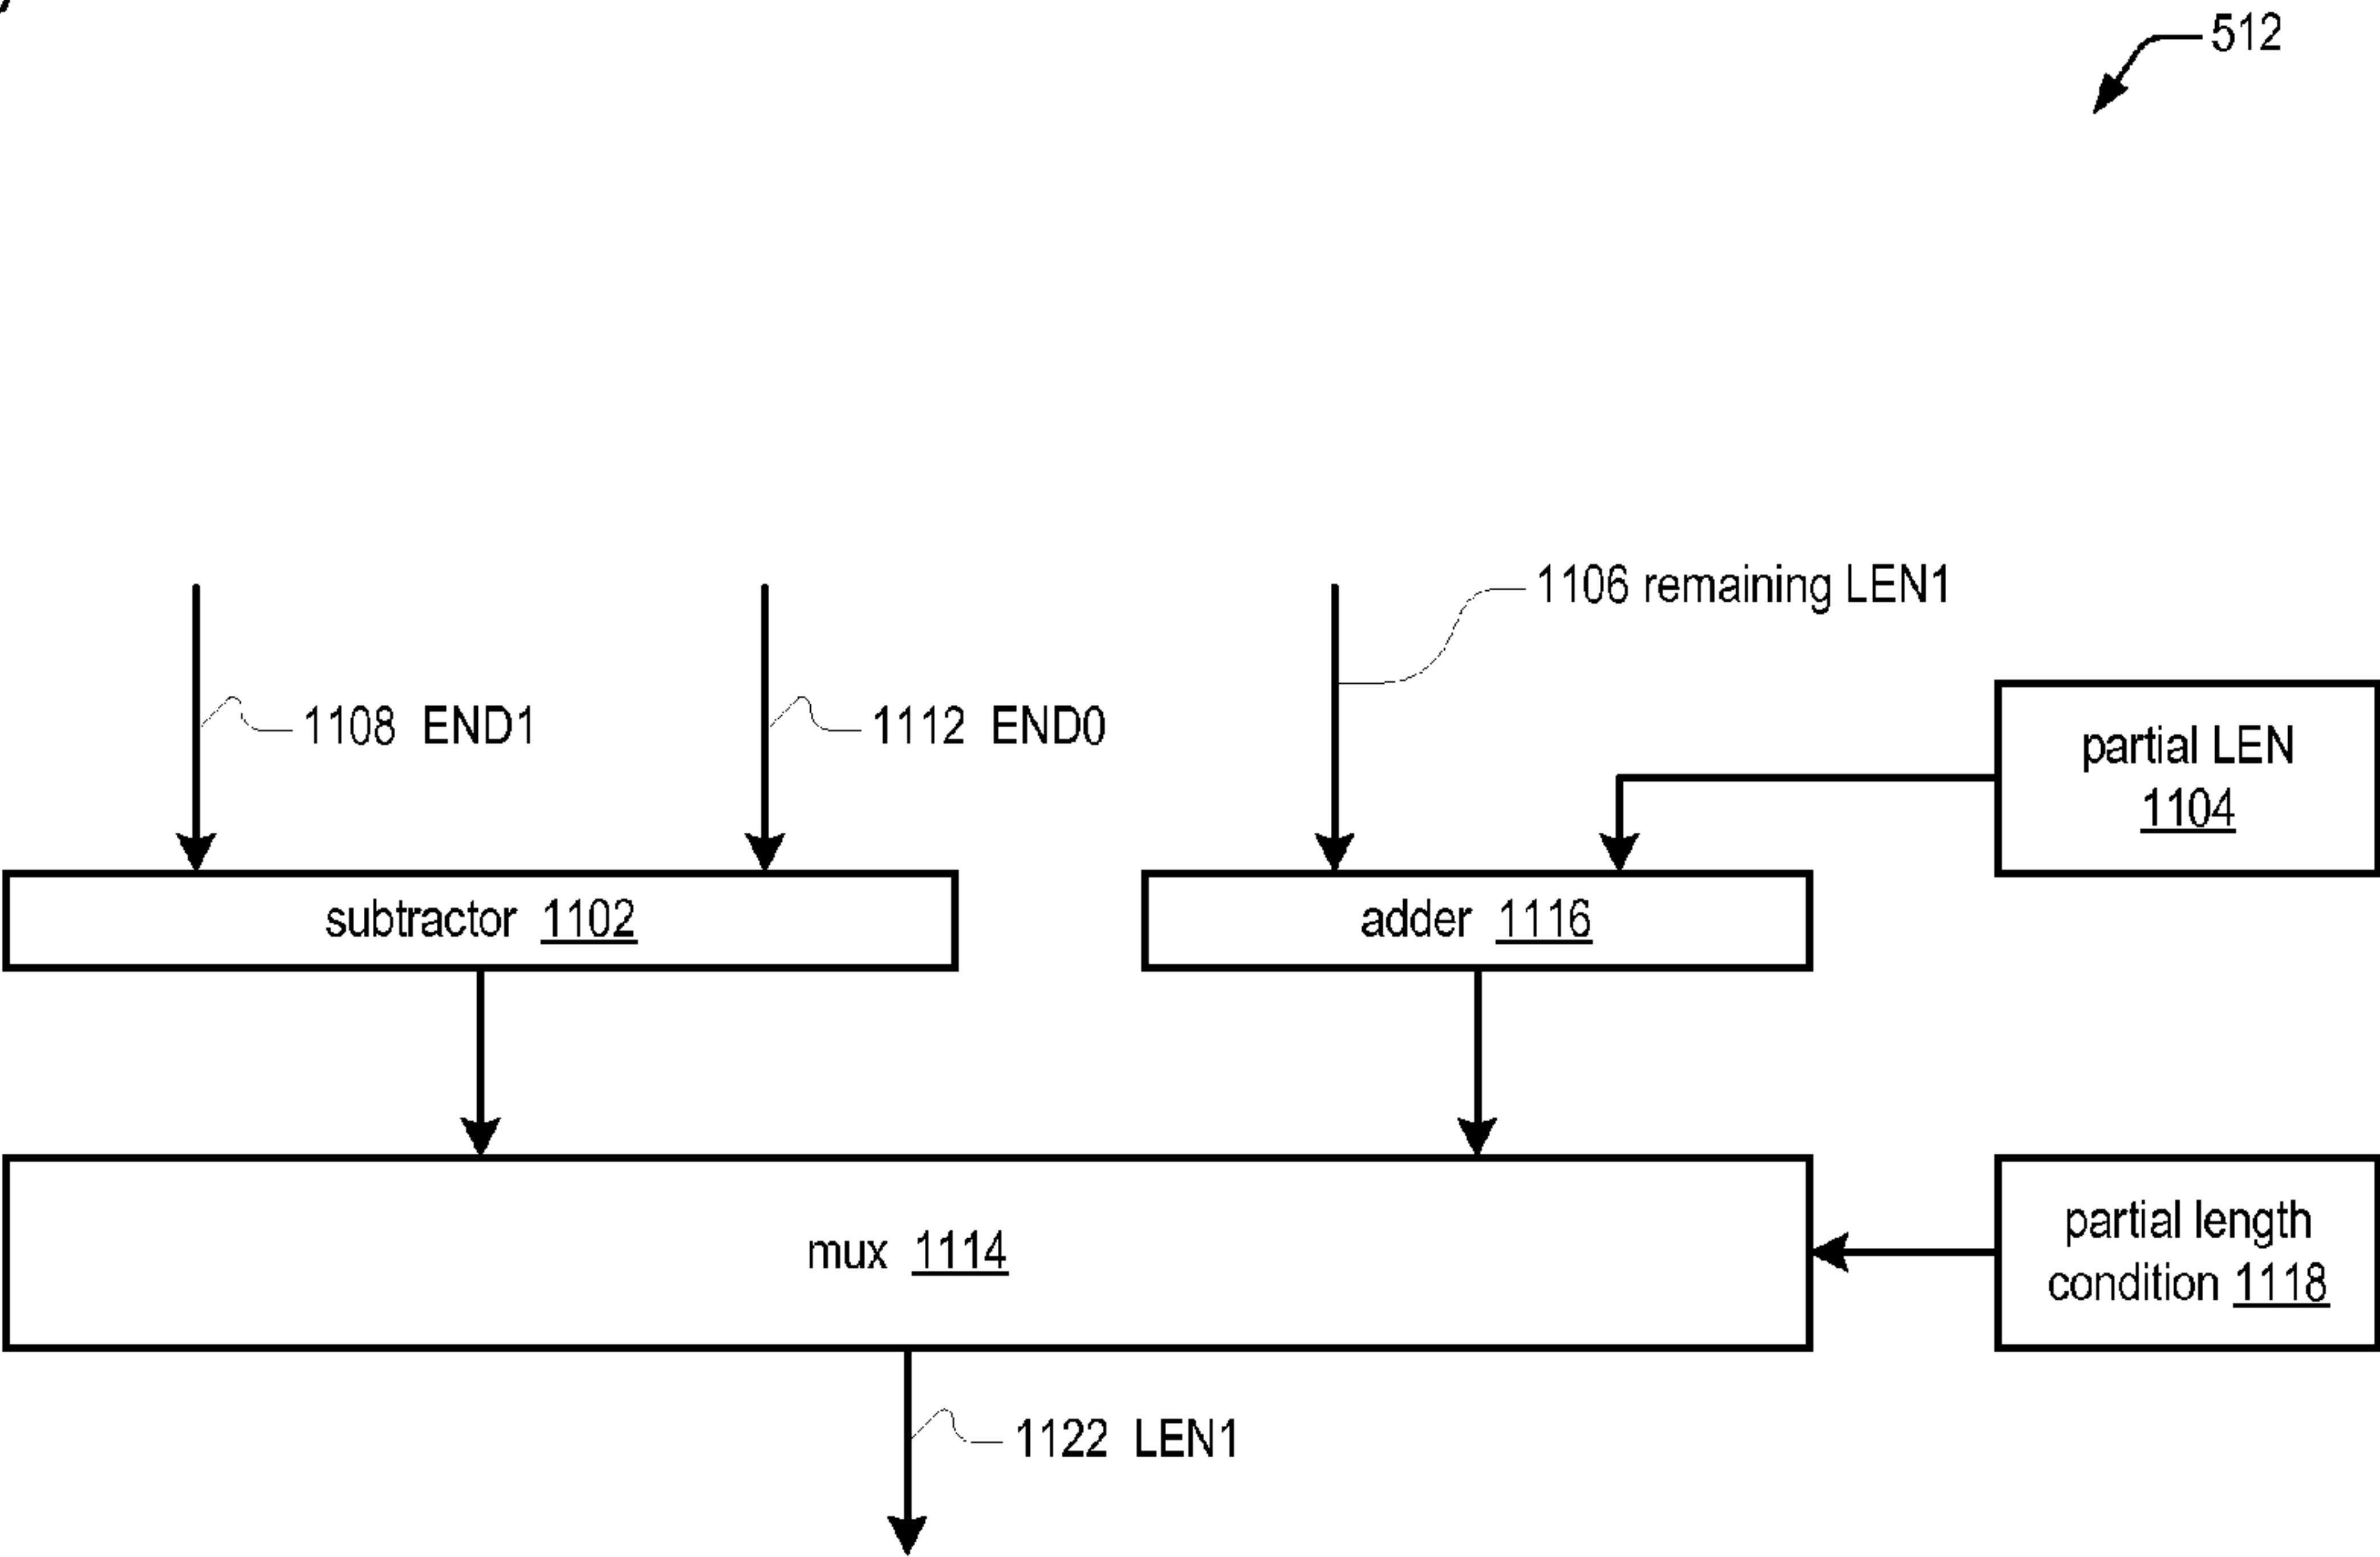 512
1106 remaining LEN1
1108 END1
1112 END0
partial LEN
1104
subtractor 1102
adder 1116
mux 1114
partial length
condition 1118
1122 LEN1